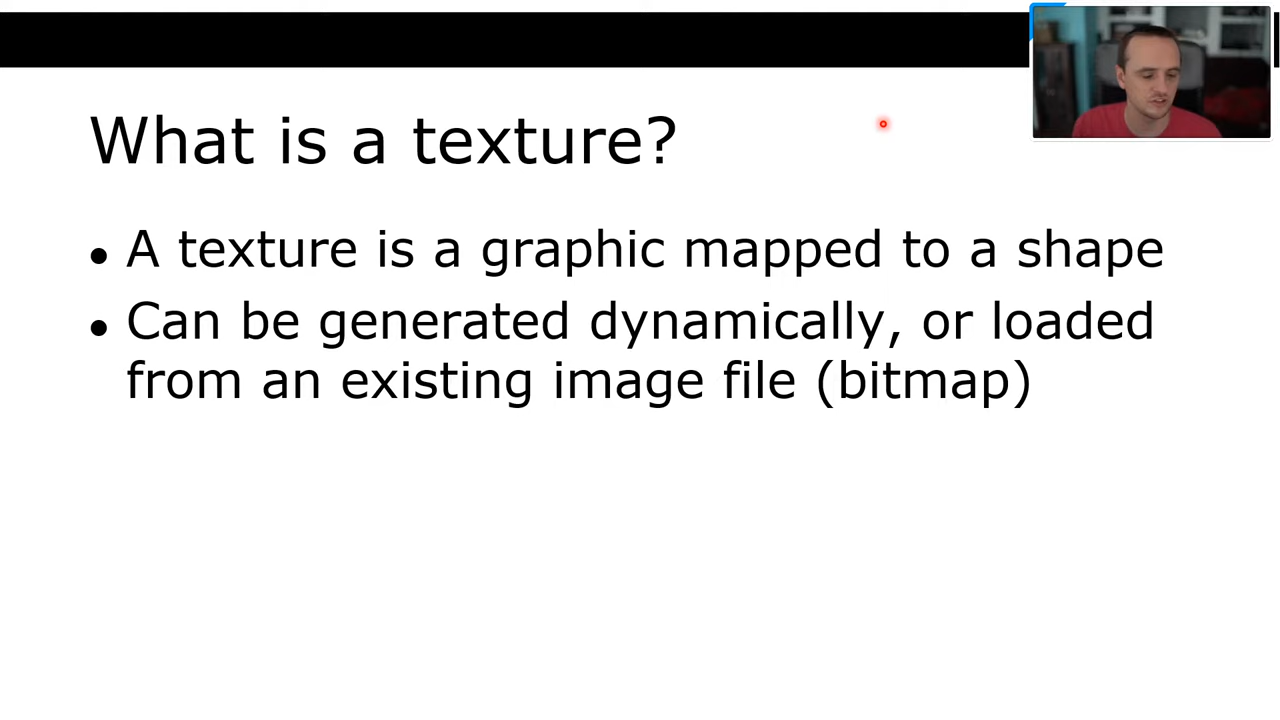 What is a texture?
• A texture is a graphic mapped to a shape
• Can be generated dynamically, or loaded
from an existing image file (bitmap)